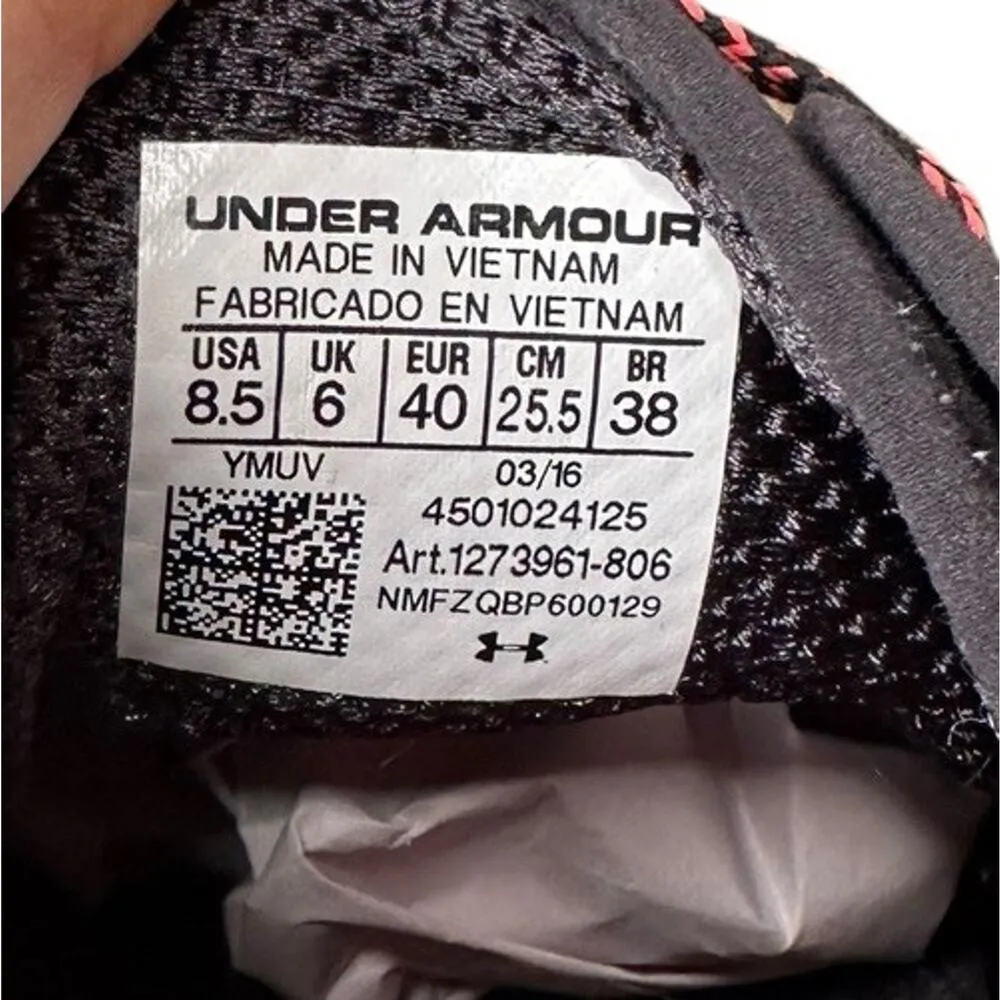 UNDER ARMOUR
MADE IN VIETNAM
FABRICADO EN VIETNAM
USA UK EUR CM BR
8.5 6 40 25.5 38
YMUV 03/16
4501024125
Art.1273961-806
NMFZQBP600129